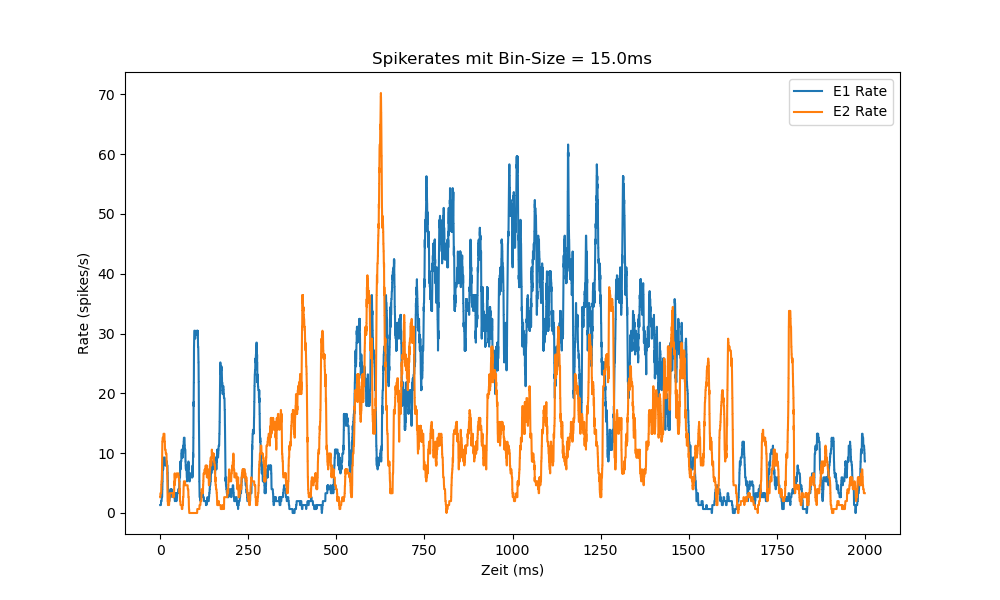 Spikerates mit Bin-Size = 15.0ms
E1 Rate
E2 Rate
Rate (spikes/s)
70
60
50
40
30
20
10
0
0 250 500 750 1000 1250 1500 1750 2000
Zeit (ms)